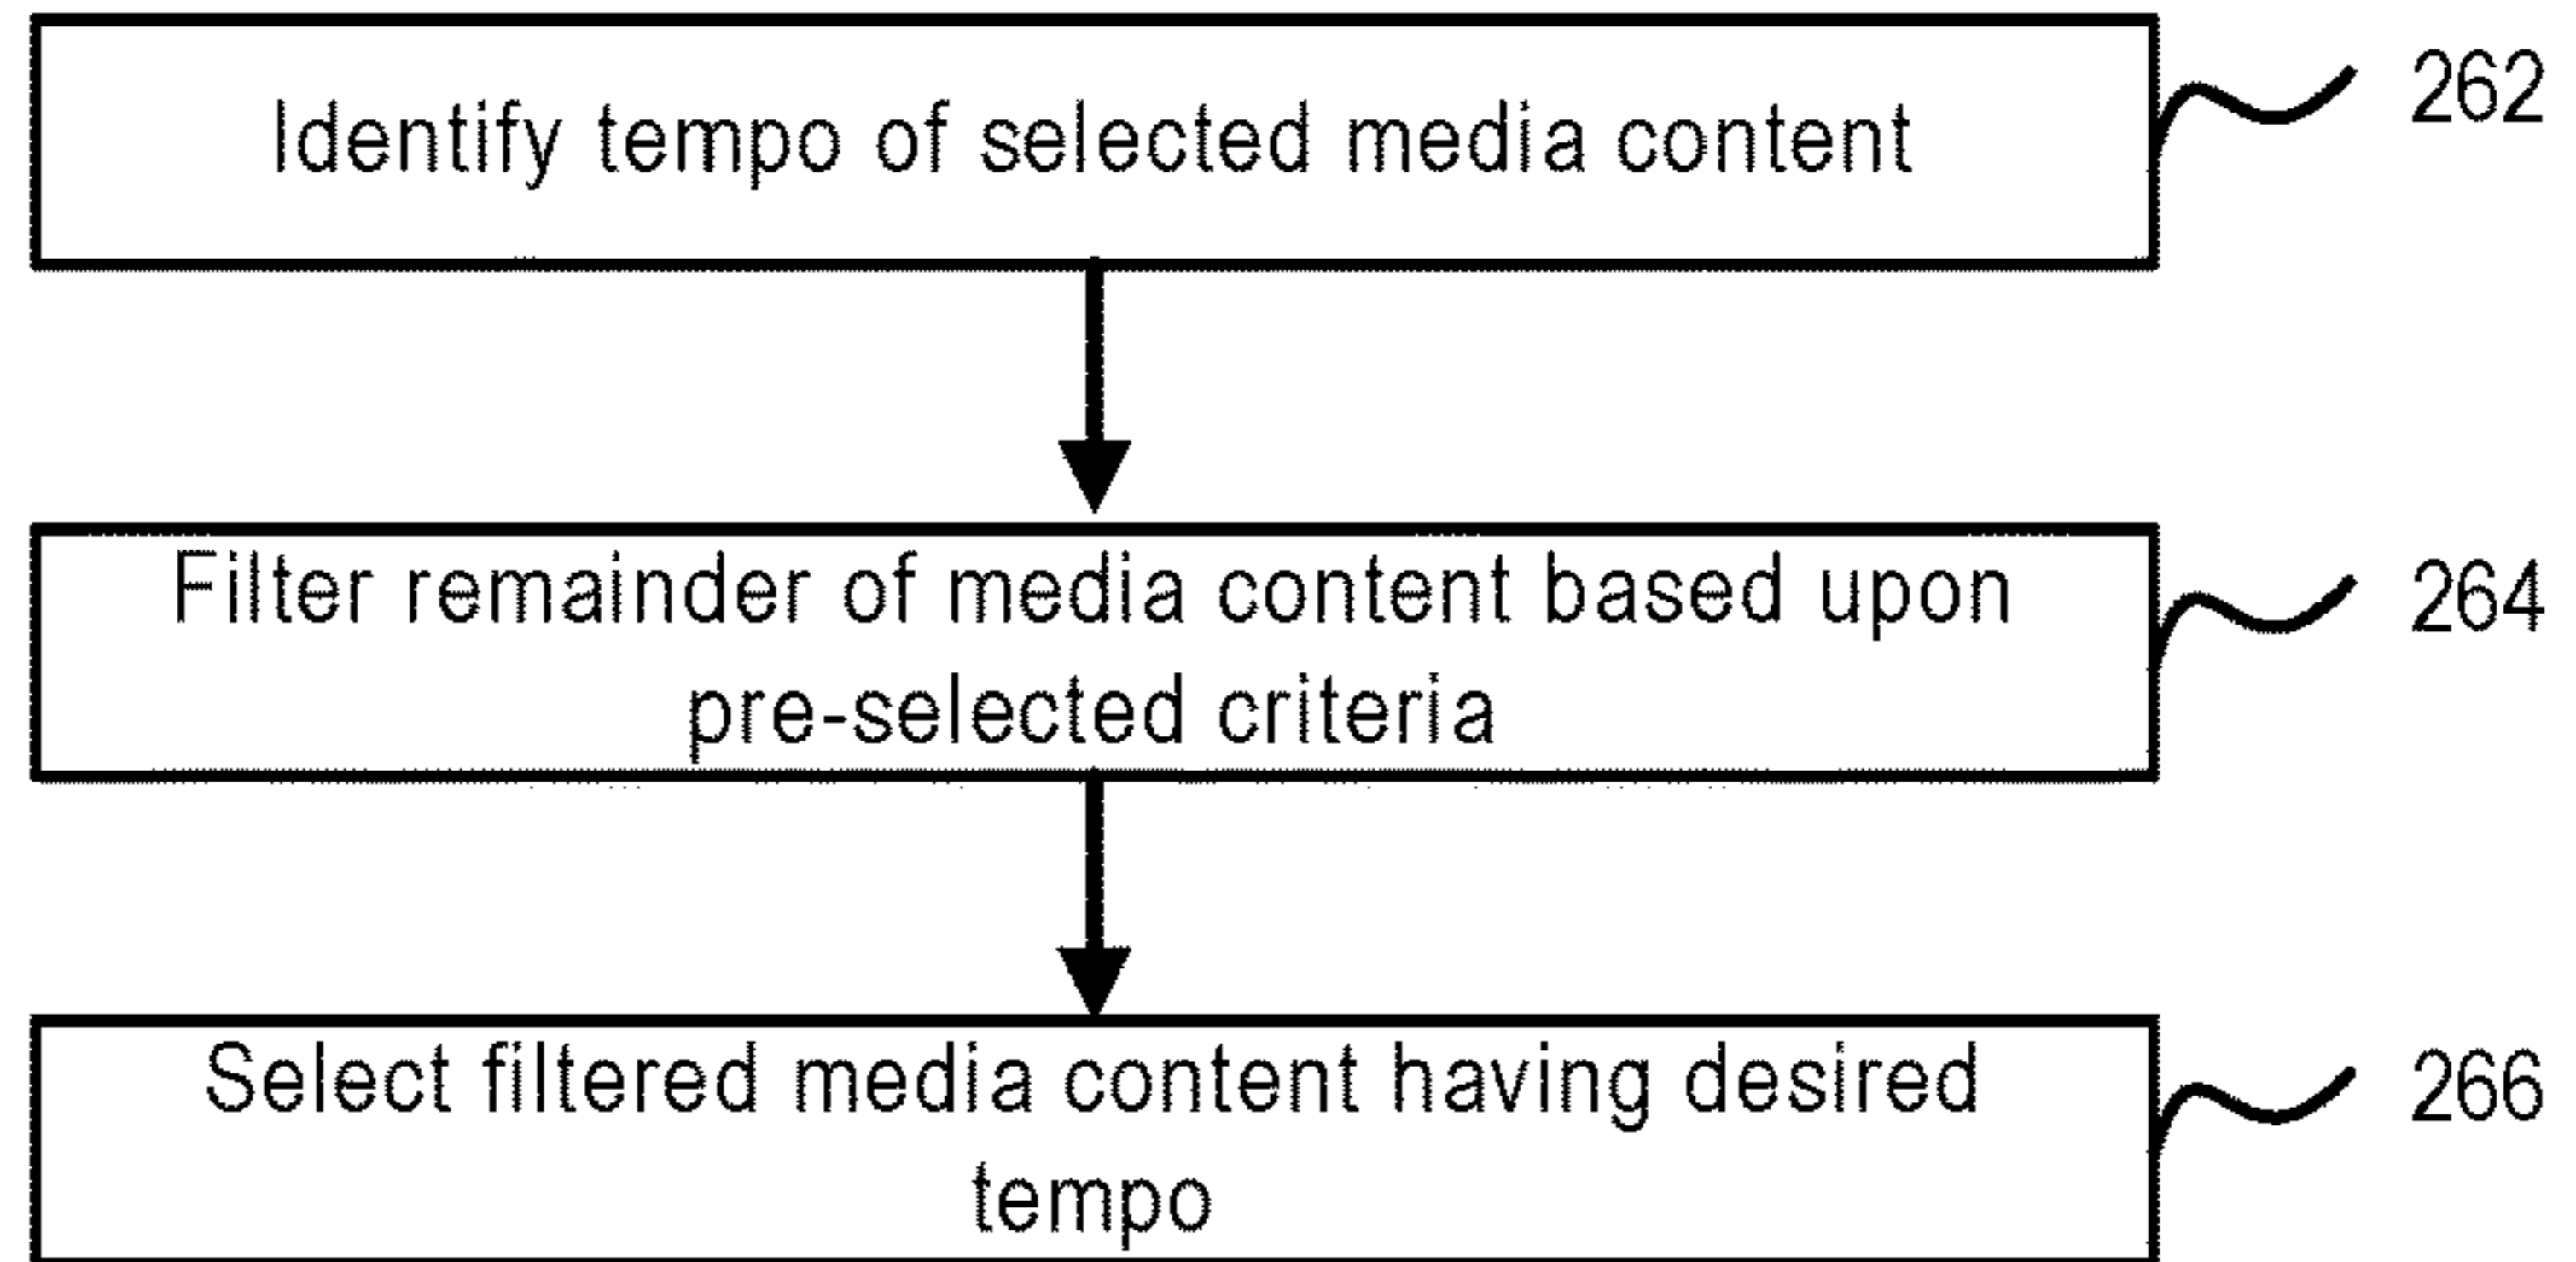 Identify tempo of selected media content
262
Filter remainder of media content based upon
pre-selected criteria
264
Select filtered media content having desired
tempo
266